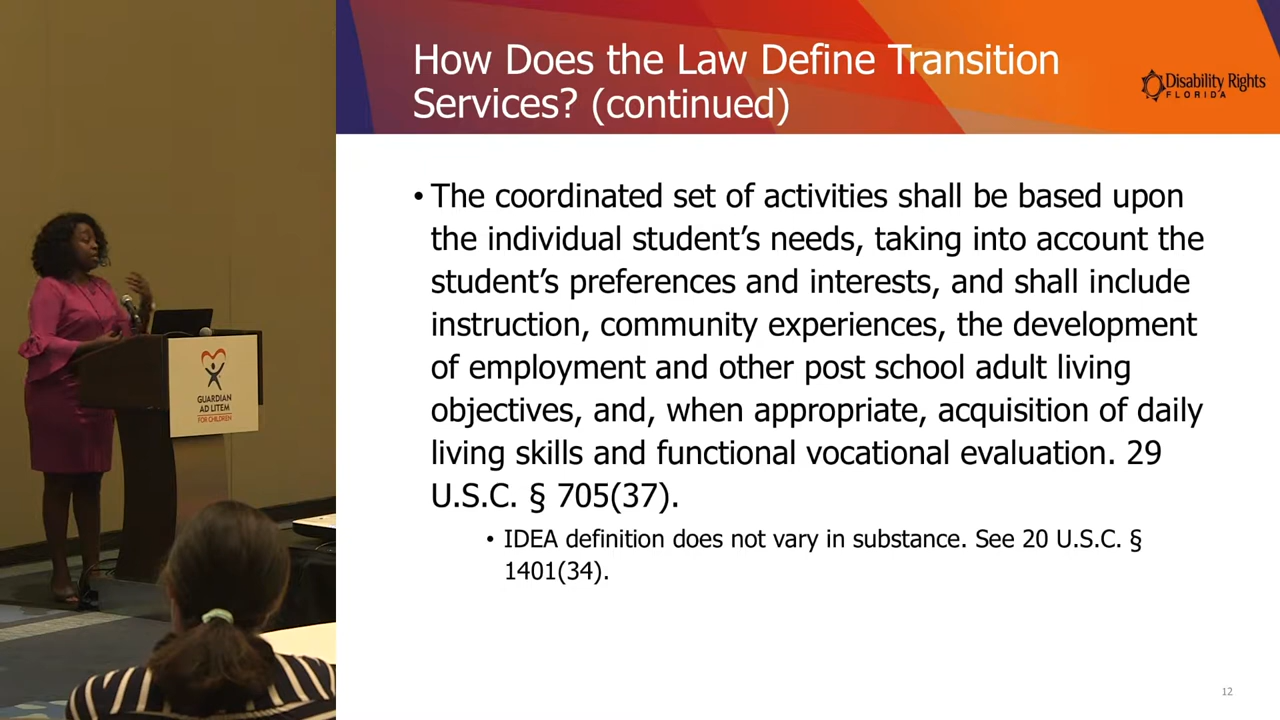 How Does the Law Define Transition
Services? (continued)
Disability Rights
FLORIDA
• The coordinated set of activities shall be based upon
the individual student’s needs, taking into account the
student’s preferences and interests, and shall include
instruction, community experiences, the development
of employment and other post school adult living
objectives, and, when appropriate, acquisition of daily
living skills and functional vocational evaluation. 29
U.S.C. § 705(37).
• IDEA definition does not vary in substance. See 20 U.S.C. §
1401(34).
12
GUARDIAN
AD LITEM
FOR CHILDREN